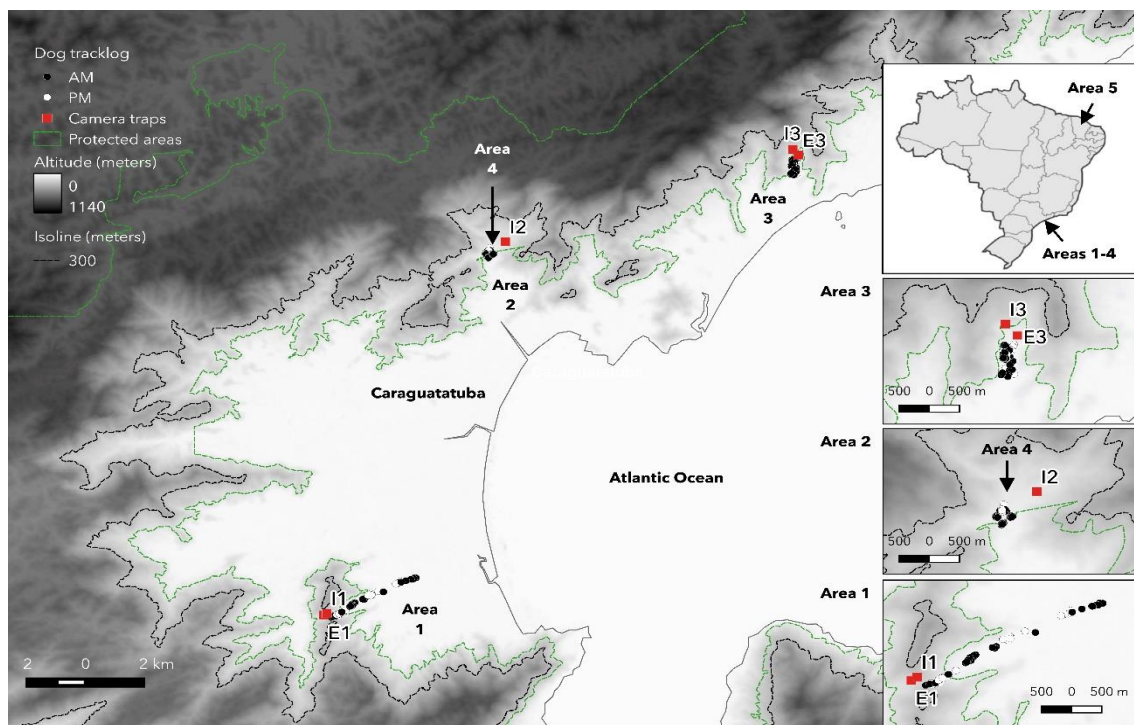 Dog tracklog
AM
PM
Camera traps
Protected areas
Altitude (meters)
0
1140
Isoline (meters)
300
Area
4
I2
Area
2
I3
E3
Area
3
Caraguatatuba
Atlantic Ocean
I1
E1
Area
1
2 0 2 km
Area 5
Areas 1-4
Area 3
I3
E3
500 0 500 m
Area 2
Area 4
I2
500 0 500 m
Area 1
I1
E1
500 0 500 m